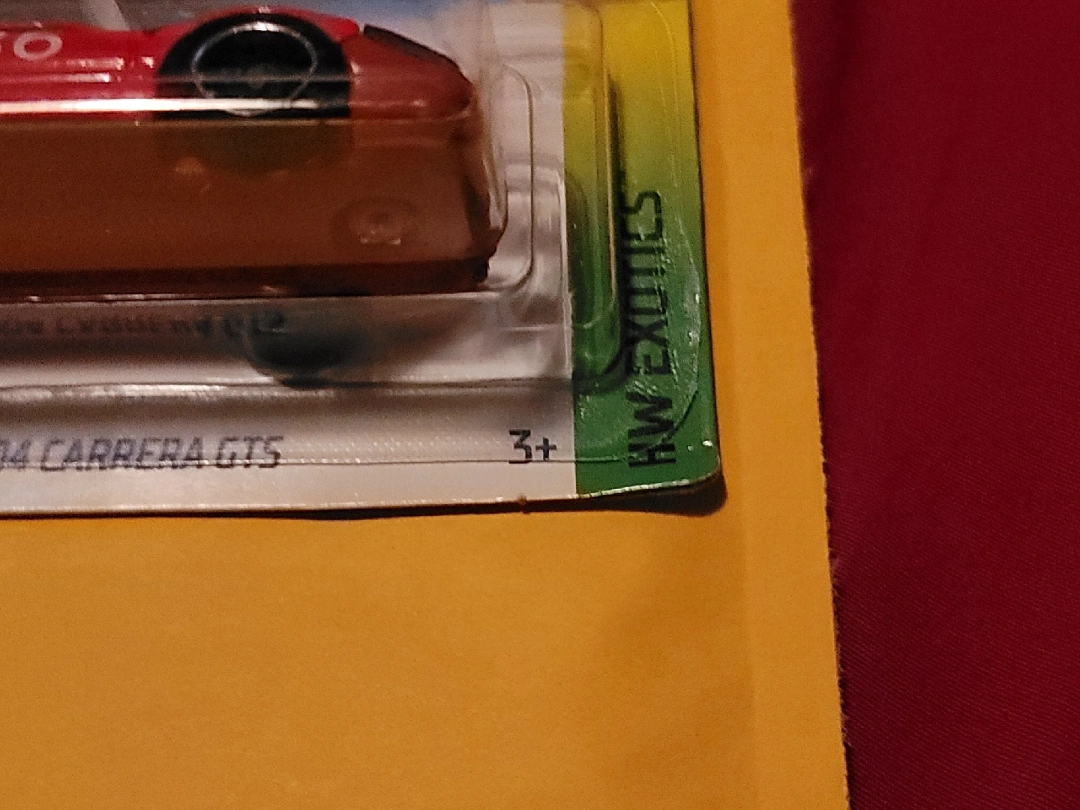 HW EXOTICS
04 CARRERA GTS
3+